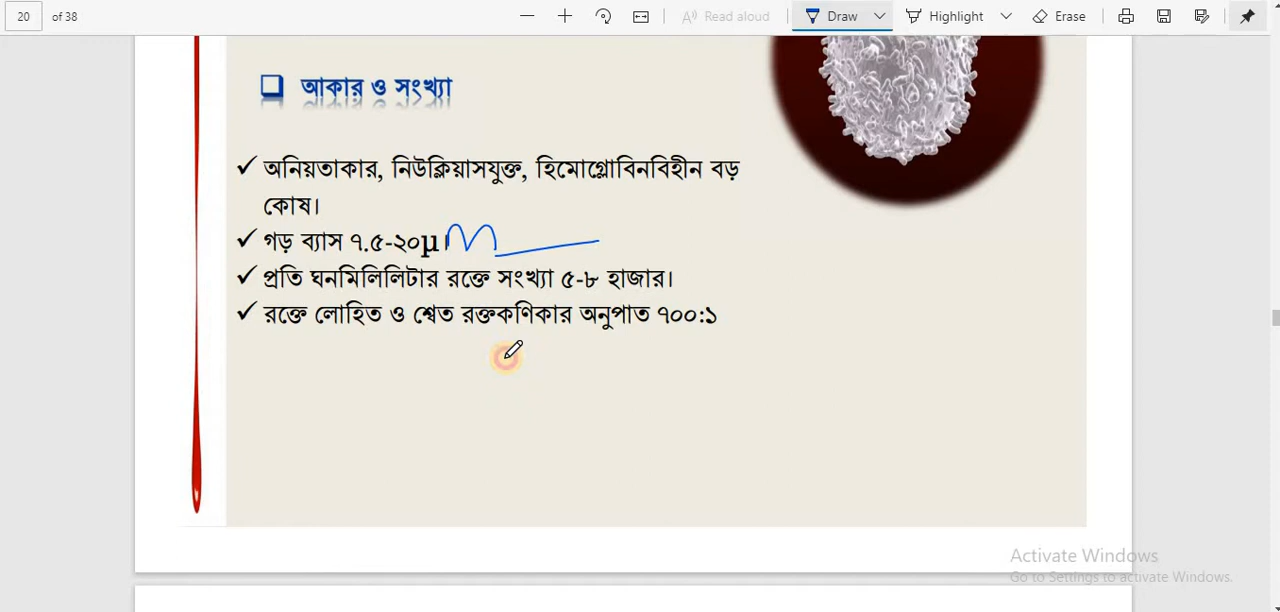 20 of 38
Read aloud
Draw
Highlight
Erase
আকার ও সংখ্যা
অনিয়তাকার, নিউক্লিয়াসযুক্ত, হিমোগ্লোবিনবিহীন বড়
কোষ।
গড় ব্যাস ৭.৫-২০µ। m
প্রতি ঘনমিলিলিটার রক্তে সংখ্যা ৫-৮ হাজার।
রক্তে লোহিত ও শ্বেত রক্তকণিকার অনুপাত ৭০০:১
Activate Windows
Go to Settings to activate Windows.